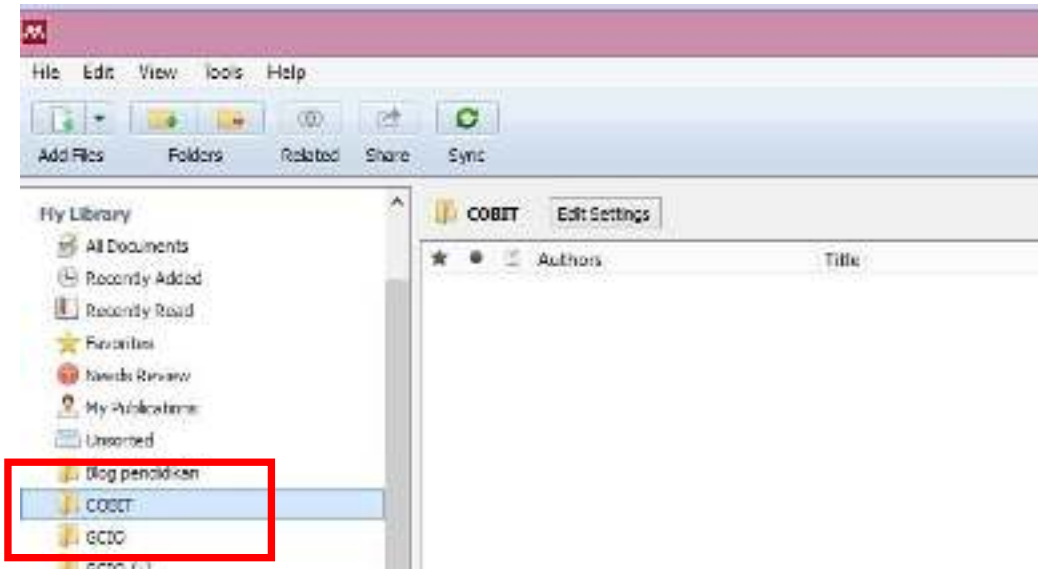 File Edit View Tools Help
Add Files Folders Related Share Sync
My Library
All Documents
Recently Added
Recently Read
Favorites
Needs Review
My Publications
Unsorted
Blog pendidikan
COBIT
GCIO
COBIT Edit Settings
Authors Title